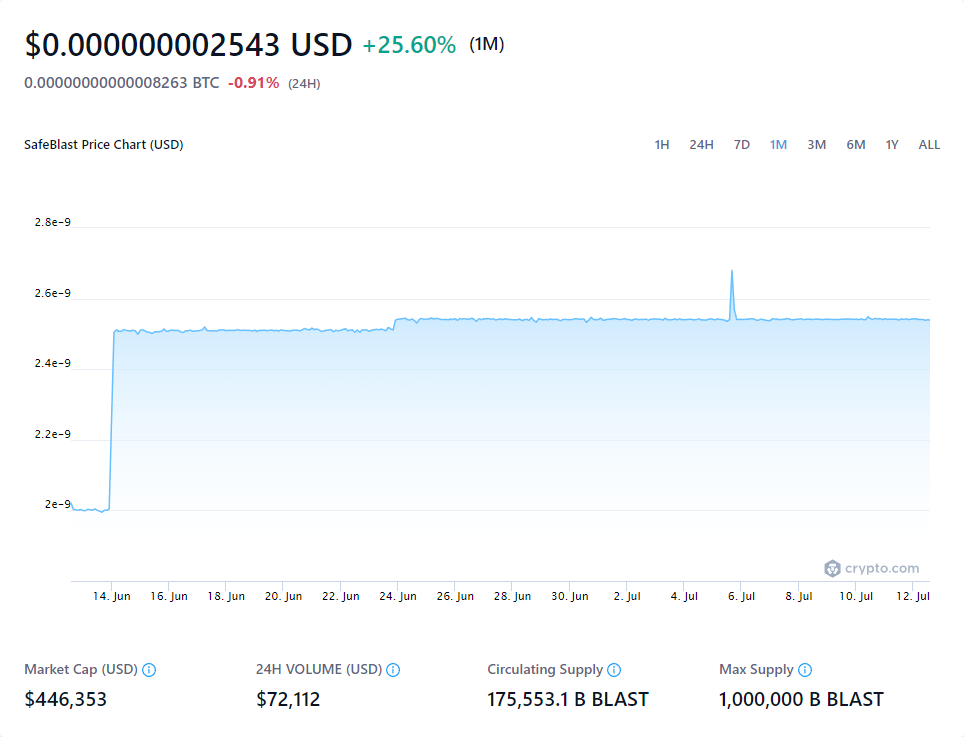 $0.000000002543 USD +25.60% (1M)
0.00000000000008263 BTC -0.91% (24H)
SafeBlast Price Chart (USD) 1H 24H 7D 1M 3M 6M 1Y ALL
2.8e-9
2.6e-9
2.4e-9
2.2e-9
2e-9
crypto.com
14. Jun 16. Jun 18. Jun 20. Jun 22. Jun 24. Jun 26. Jun 28. Jun 30. Jun 2. Jul 4. Jul 6. Jul 8. Jul 10. Jul 12. Jul
Market Cap (USD) 24H VOLUME (USD) Circulating Supply Max Supply
$446,353 $72,112 175,553.1 B BLAST 1,000,000 B BLAST